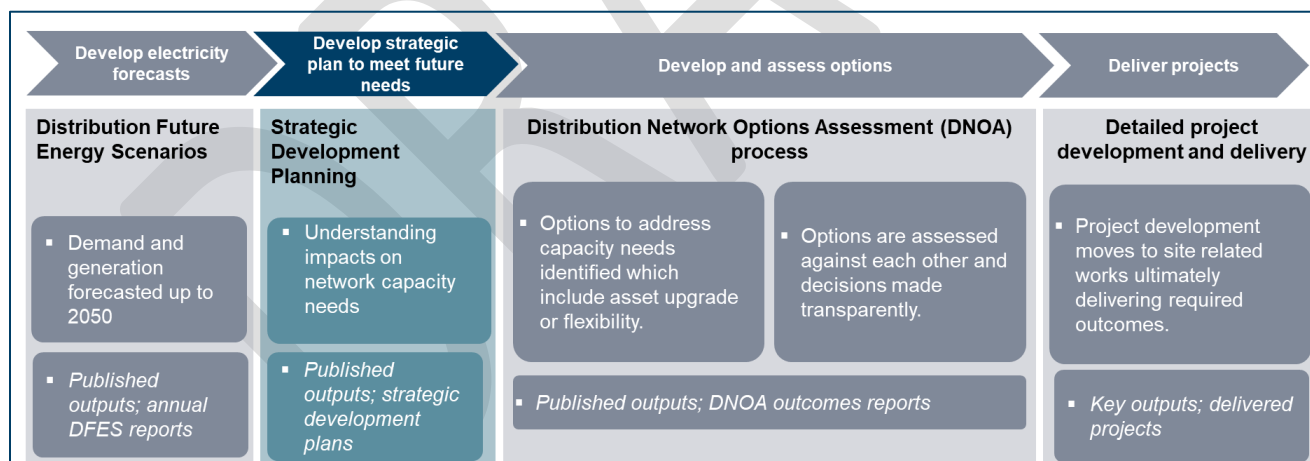 Develop electricity
forecasts
Develop strategic
plan to meet future
needs
Develop and assess options
Deliver projects
Distribution Future
Energy Scenarios
▪ Demand and
generation
forecasted up to
2050
▪ Published
outputs; annual
DFES reports
Strategic
Development
Planning
▪ Understanding
impacts on
network capacity
needs
▪ Published
outputs; strategic
development
plans
Distribution Network Options Assessment (DNOA)
process
▪ Options to address
capacity needs
identified which
include asset upgrade
or flexibility.
▪ Options are assessed
against each other and
decisions made
transparently.
▪ Published outputs; DNOA outcomes reports
Detailed project
development and delivery
▪ Project development
moves to site related
works ultimately
delivering required
outcomes.
▪ Key outputs; delivered
projects